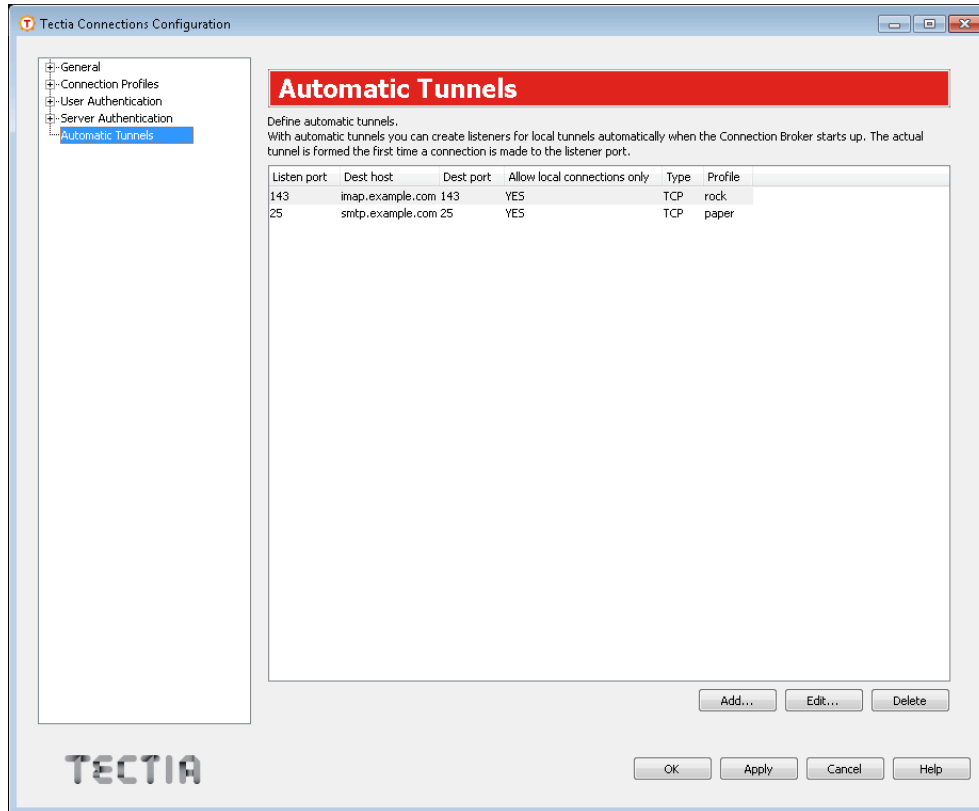 Tectia Connections Configuration
General
Connection Profiles
User Authentication
Server Authentication
Automatic Tunnels
Automatic Tunnels
Define automatic tunnels.
With automatic tunnels you can create listeners for local tunnels automatically when the Connection Broker starts up. The actual
tunnel is formed the first time a connection is made to the listener port.
Listen port Dest host Dest port Allow local connections only Type Profile
143 imap.example.com 143 YES TCP rock
25 smtp.example.com 25 YES TCP paper
Add... Edit... Delete
TECTIA
OK Apply Cancel Help